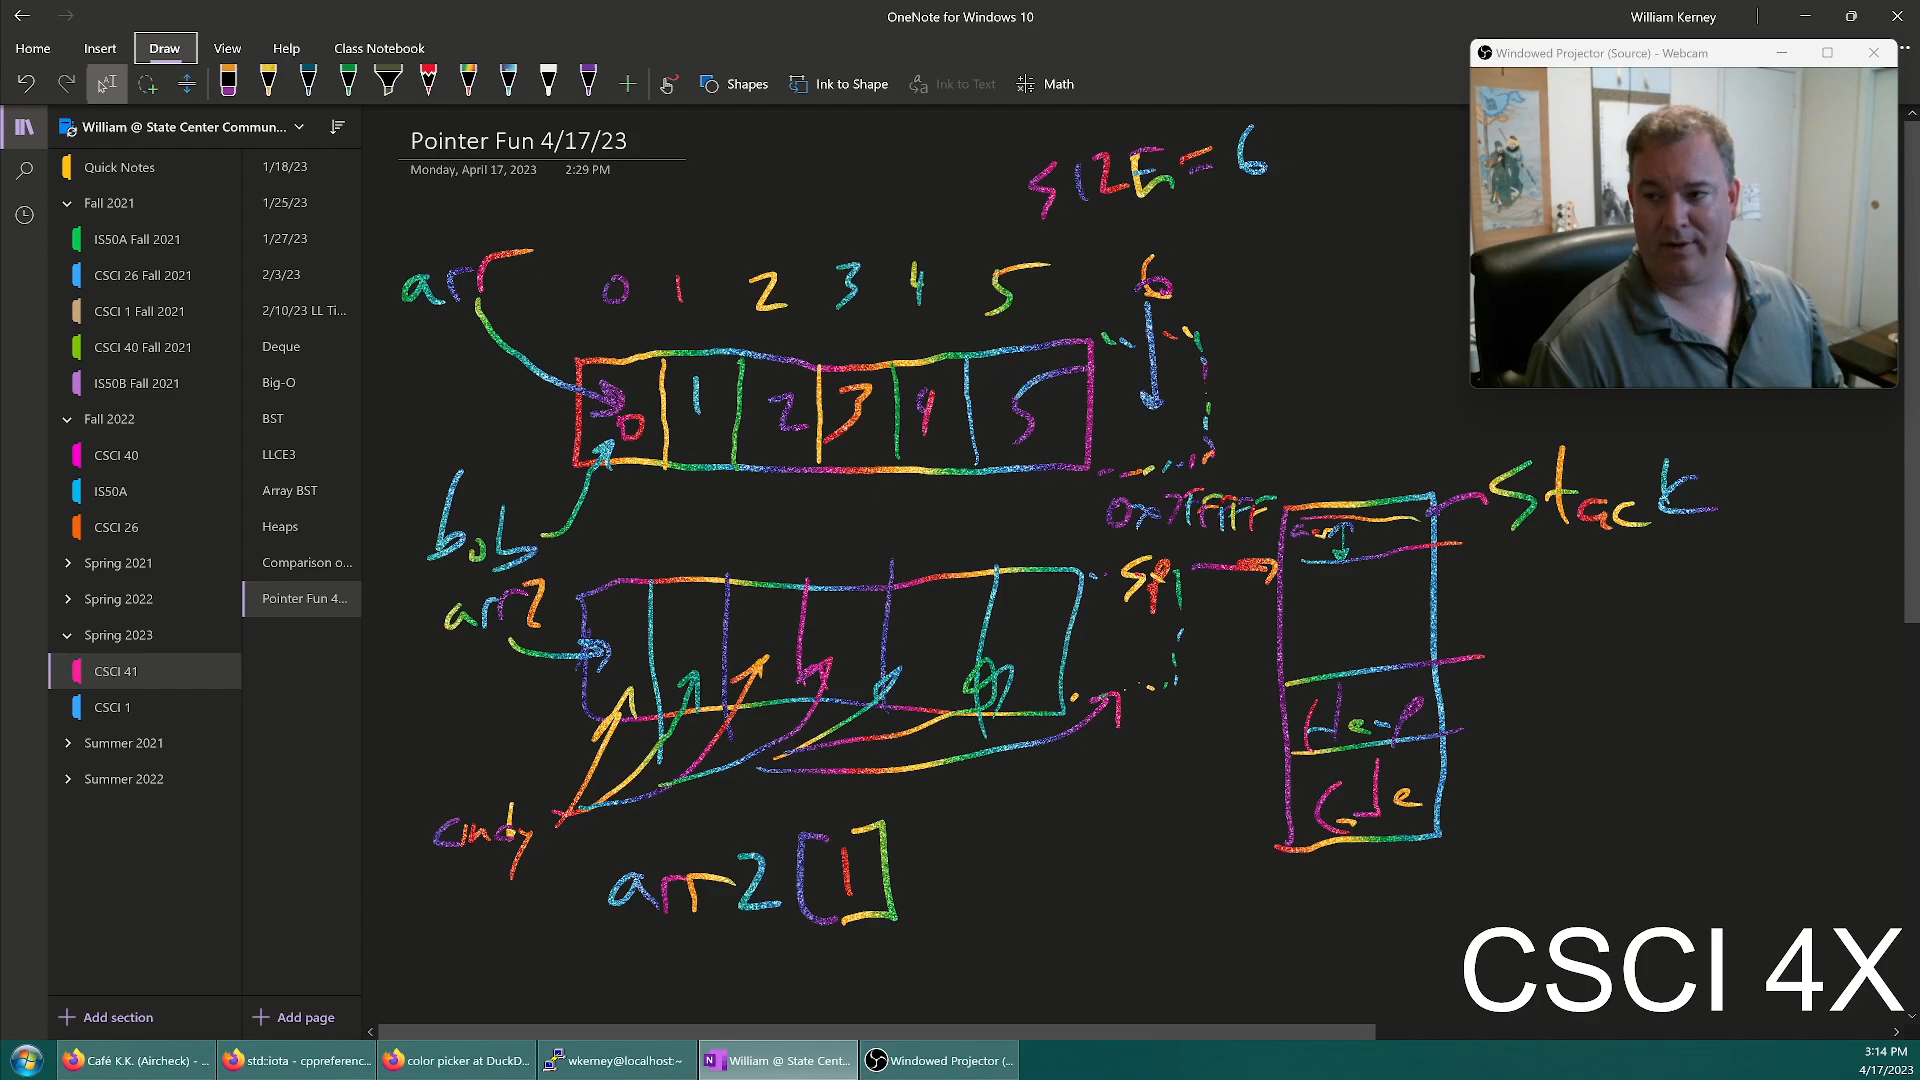 OneNote for Windows 10
William Kerney
Home
Insert
Draw
View
Help
Class Notebook
Shapes
Ink to Shape
Ink to Text
Math
Windowed Projector (Source) - Webcam
William @ State Center Commun...
Quick Notes
Fall 2021
IS50A Fall 2021
CSCI 26 Fall 2021
CSCI 1 Fall 2021
CSCI 40 Fall 2021
IS50B Fall 2021
Fall 2022
CSCI 40
IS50A
CSCI 26
Spring 2021
Spring 2022
Spring 2023
CSCI 41
CSCI 1
Summer 2021
Summer 2022
Add section
1/18/23
1/25/23
1/27/23
2/3/23
2/10/23 LL Ti...
Deque
Big-O
BST
LLCE3
Array BST
Heaps
Comparison o...
Pointer Fun 4...
Add page
Pointer Fun 4/17/23
Monday, April 17, 2023
2:29 PM
SIZE = 6
arr
0 1 2 3 4 5 6
0 1 2 3 4 5
bob
arr2
cindy
arr2 [1]
Stack
arr
SP
Heap
Code
CSCI 4X
Café K.K. (Aircheck) - ...
std::iota - cppreferenc...
color picker at DuckD...
wkerney@localhost:~
William @ State Cent...
Windowed Projector (...
3:14 PM
4/17/2023